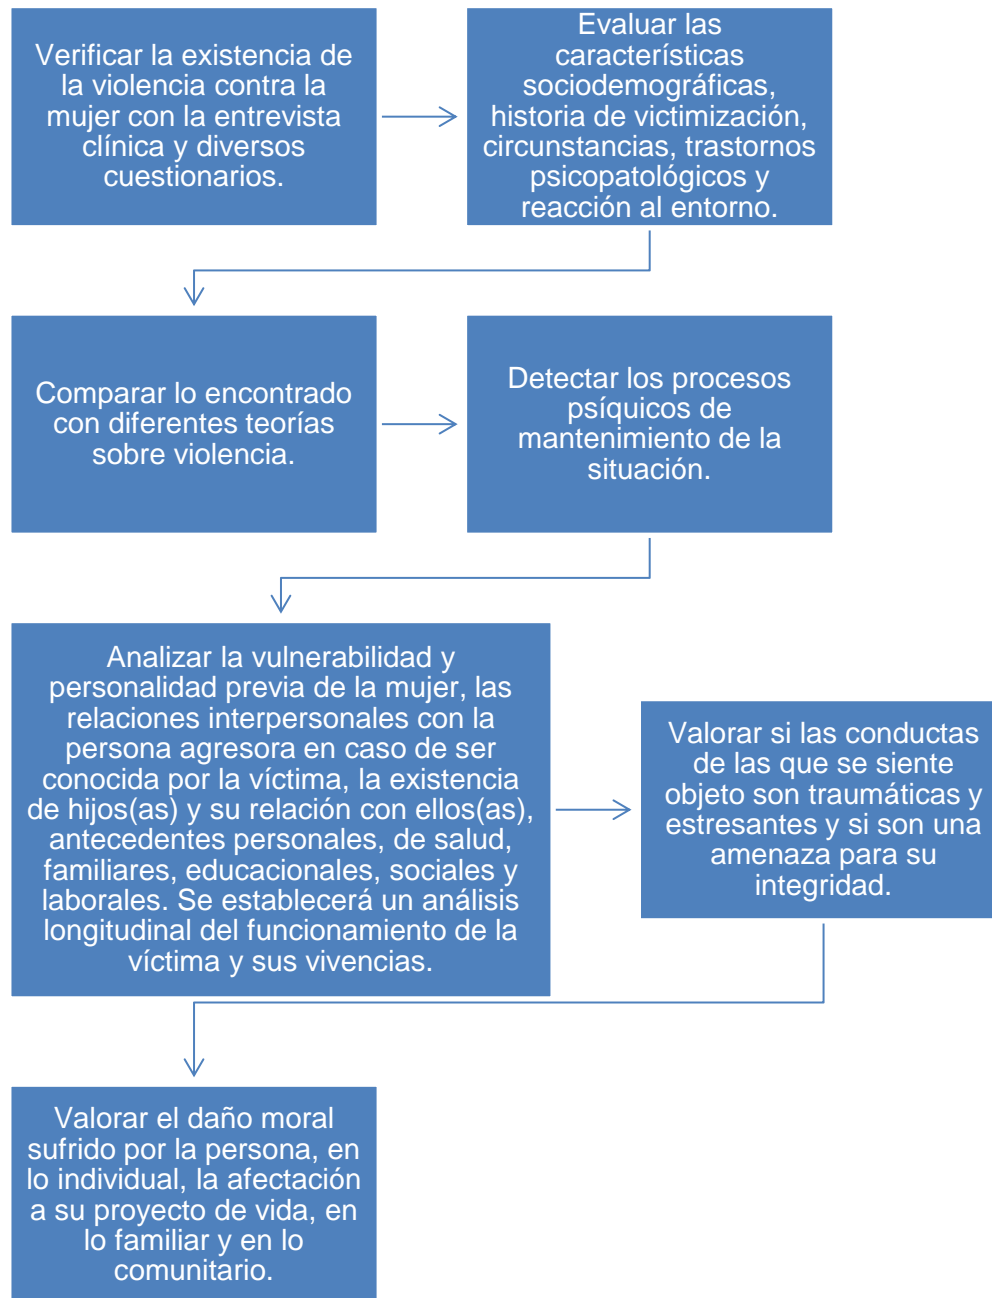 Verificar la existencia de
la violencia contra la
mujer con la entrevista
clínica y diversos
cuestionarios.
Evaluar las
características
sociodemográficas,
historia de victimización,
circunstancias, trastornos
psicopatológicos y
reacción al entorno.
Comparar lo encontrado
con diferentes teorías
sobre violencia.
Detectar los procesos
psíquicos de
mantenimiento de la
situación.
Analizar la vulnerabilidad y
personalidad previa de la mujer, las
relaciones interpersonales con la
persona agresora en caso de ser
conocida por la víctima, la existencia
de hijos(as) y su relación con ellos(as),
antecedentes personales, de salud,
familiares, educacionales, sociales y
laborales. Se establecerá un análisis
longitudinal del funcionamiento de la
víctima y sus vivencias.
Valorar si las conductas
de las que se siente
objeto son traumáticas y
estresantes y si son una
amenaza para su
integridad.
Valorar el daño moral
sufrido por la persona, en
lo individual, la afectación
a su proyecto de vida, en
lo familiar y en lo
comunitario.